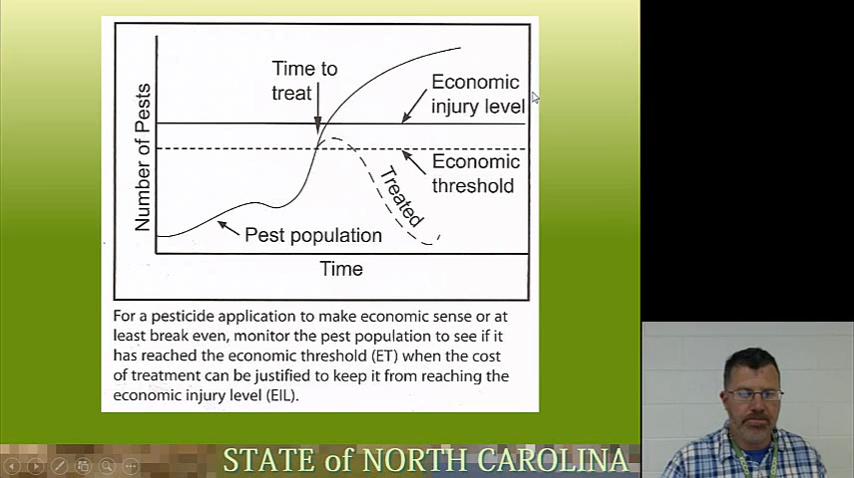 Time to
treat
Economic
injury level
Number of Pests
Economic
threshold
Treated
Pest population
Time
For a pesticide application to make economic sense or at
least break even, monitor the pest population to see if it
has reached the economic threshold (ET) when the cost
of treatment can be justified to keep it from reaching the
economic injury level (EIL).
STATE of NORTH CAROLINA